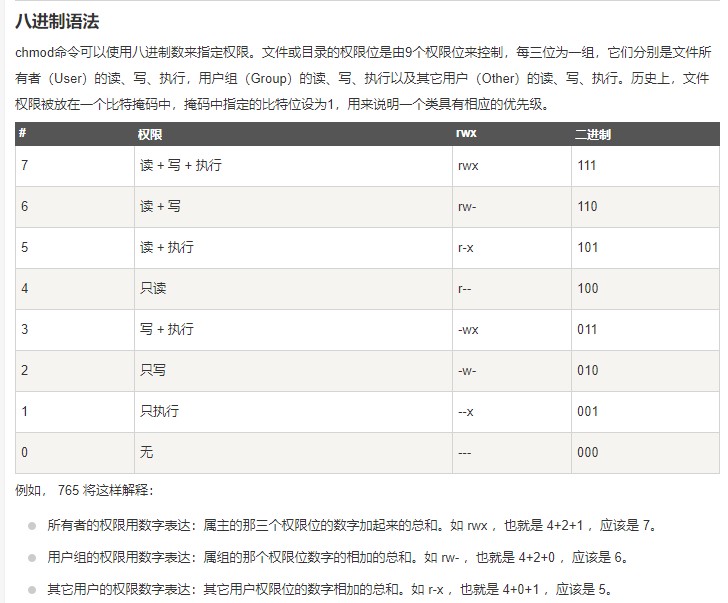 八进制语法
chmod命令可以使用八进制数来指定权限。文件或目录的权限位是由9个权限位来控制，每三位为一组，它们分别是文件所
有者（User）的读、写、执行，用户组（Group）的读、写、执行以及其它用户（Other）的读、写、执行。历史上，文件
权限被放在一个比特掩码中，掩码中指定的比特位设为1，用来说明一个类具有相应的优先级。
# 权限 rwx 二进制
7 读 + 写 + 执行 rwx 111
6 读 + 写 rw- 110
5 读 + 执行 r-x 101
4 只读 r-- 100
3 写 + 执行 -wx 011
2 只写 -w- 010
1 只执行 --x 001
0 无 --- 000
例如， 765 将这样解释：
所有者的权限用数字表达：属主的那三个权限位的数字加起来的总和。如 rwx ，也就是 4+2+1 ，应该是 7。
用户组的权限用数字表达：属组的那个权限位数字的相加的总和。如 rw- ，也就是 4+2+0 ，应该是 6。
其它用户的权限数字表达：其它用户权限位的数字相加的总和。如 r-x ，也就是 4+0+1 ，应该是 5。